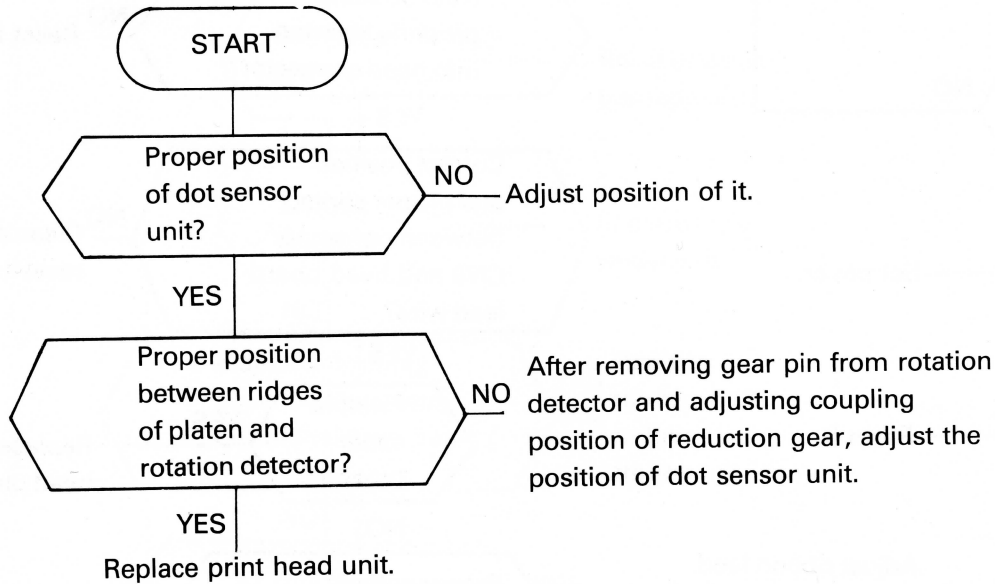 START
Proper position
of dot sensor
unit?
NO
Adjust position of it.
YES
Proper position
between ridges
of platen and
rotation detector?
NO
After removing gear pin from rotation
detector and adjusting coupling
position of reduction gear, adjust the
position of dot sensor unit.
YES
Replace print head unit.